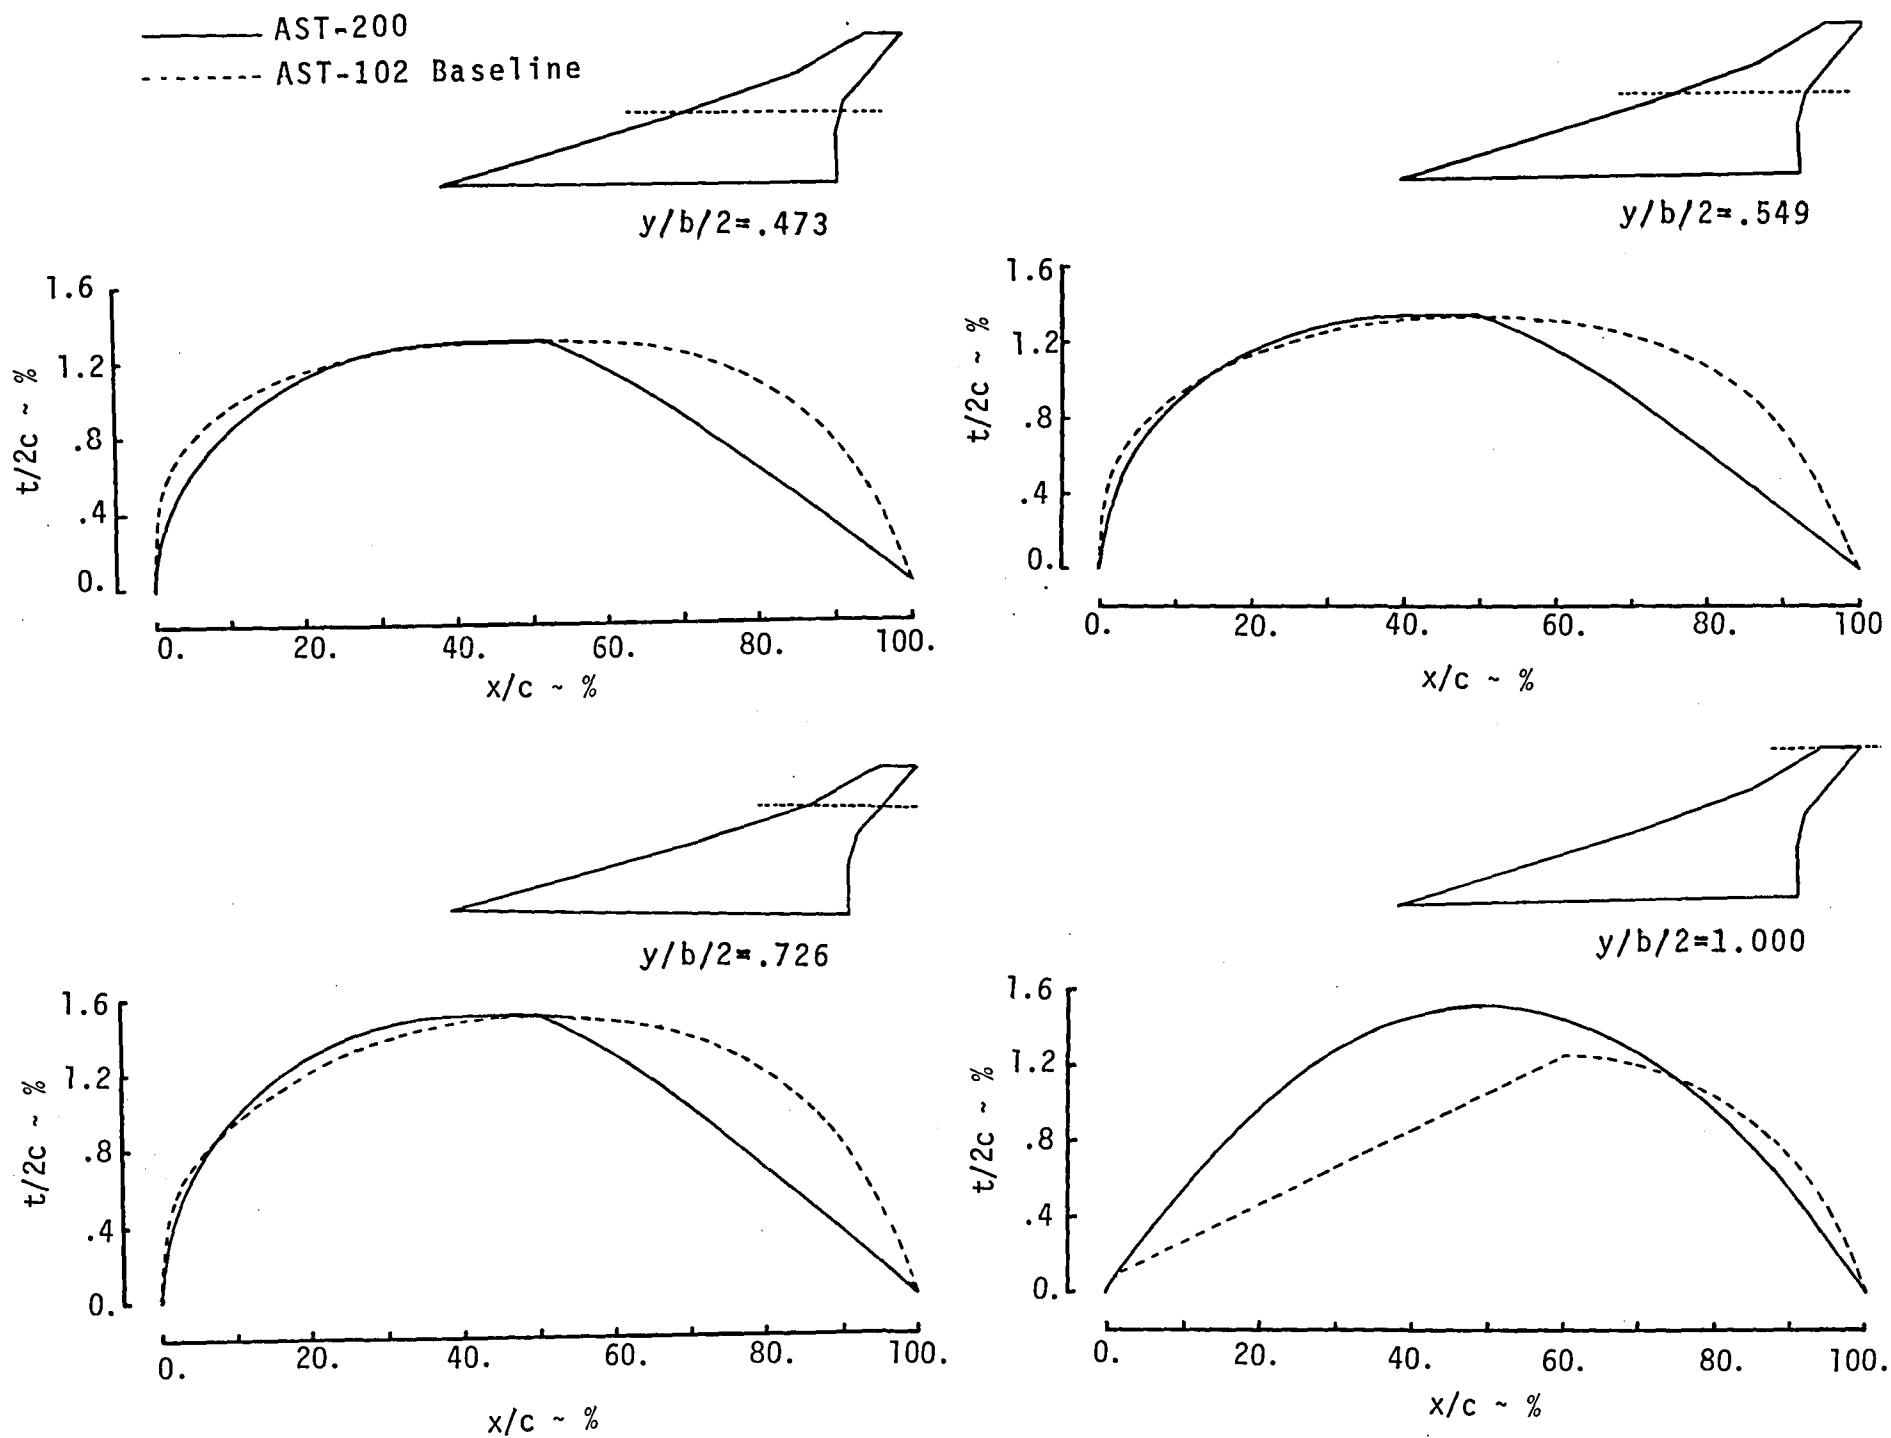 AST-200
AST-102 Baseline
y/b/2=.473
1.6
1.2
.8
.4
0.
t/2c ~ %
0. 20. 40. 60. 80. 100.
x/c ~ %
y/b/2=.549
1.6
1.2
.8
.4
0.
t/2c ~ %
0. 20. 40. 60. 80. 100
x/c ~ %
y/b/2=.726
1.6
1.2
.8
.4
0.
t/2c ~ %
0. 20. 40. 60. 80. 100.
x/c ~ %
y/b/2=1.000
1.6
1.2
.8
.4
0.
t/2c ~ %
0. 20. 40. 60. 80. 100.
x/c ~ %